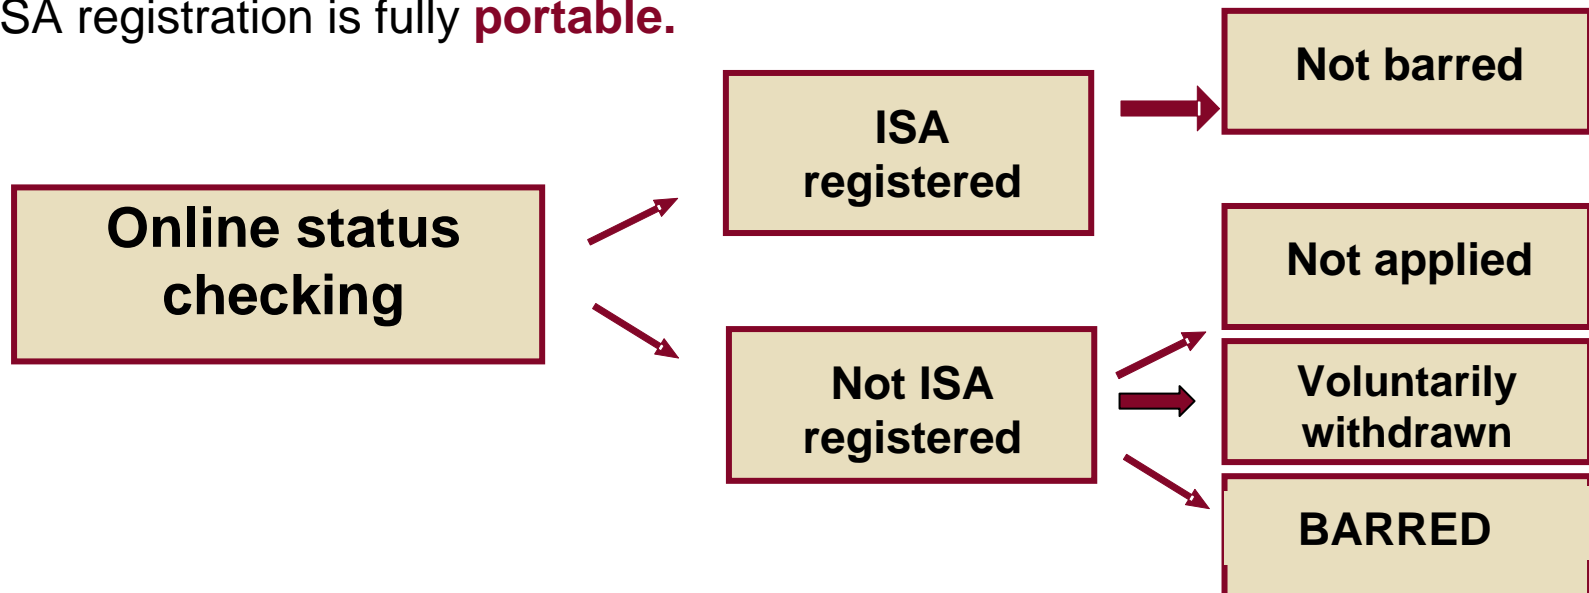 SA registration is fully portable.
Not barred
ISA
registered
Online status
checking
Not applied
Not ISA
registered
Voluntarily
withdrawn
BARRED